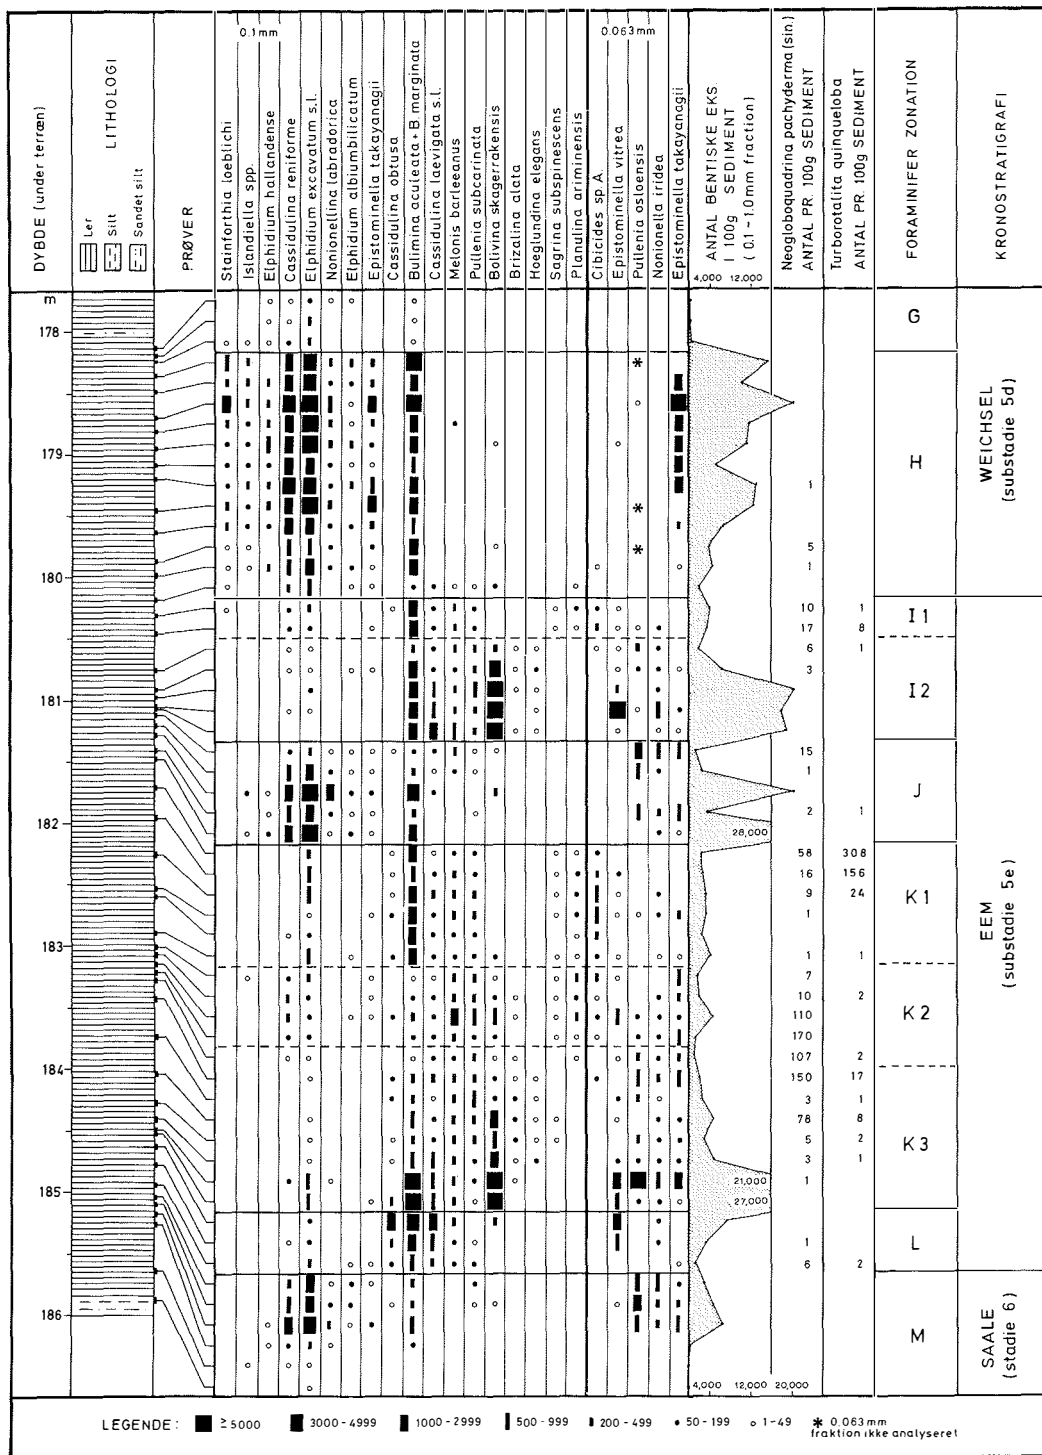 DYBDE (under terræn)
LITHOLOGI
Ler
Silt
Sandet silt
PRØVER
0.1 mm
Stainforthia loeblichi
Islandiella spp.
Elphidium hallandense
Cassidulina reniforme
Elphidium excavatum s.l.
Nonionellina labradorica
Elphidium albiumbilicatum
Epistominella takayanagii
Cassidulina obtusa
Bulimina aculeata + B. marginata
Cassidulina laevigata s.l.
Melonis barleeanus
Pullenia subcarinata
Bolivina skagerrakensis
Brizalina alata
Hoeglundina elegans
Sagrina subspinescens
Planulina ariminensis
Cibicides sp A.
0.063 mm
Epistominella vitrea
Pullenia osloensis
Nonionella iridea
Epistominella takayanagii
ANTAL BENTISKE EKS.
I 100g SEDIMENT
( 0.1 - 1.0 mm fraction )
4,000 12,000
Neogloboquadrina pachyderma (sin.)
ANTAL PR. 100g SEDIMENT
Turborotalita quinqueloba
ANTAL PR. 100g SEDIMENT
FORAMINIFER ZONATION
KRONOSTRATIGRAFI
m
178
179
180
181
182
183
184
185
186
*
*
*
28,000
21,000
27,000
4,000 12,000 20,000
1
5
1
10 1
17 8
6 1
3
15
1
2 1
58 308
16 156
9 24
1
1 1
7
10 2
110
170
107 2
150 17
3 1
78 8
5 2
3 1
1
1
6 2
G
H
I 1
I 2
J
K 1
K 2
K 3
L
M
WEICHSEL
(substadie 5d)
EEM
(substadie 5e)
SAALE
(stadie 6)
LEGENDE: ≥ 5000 3000 - 4999 1000 - 2999 500 - 999 200 - 499 50 - 199 1 - 49 * 0.063 mm
fraktion ikke analyseret